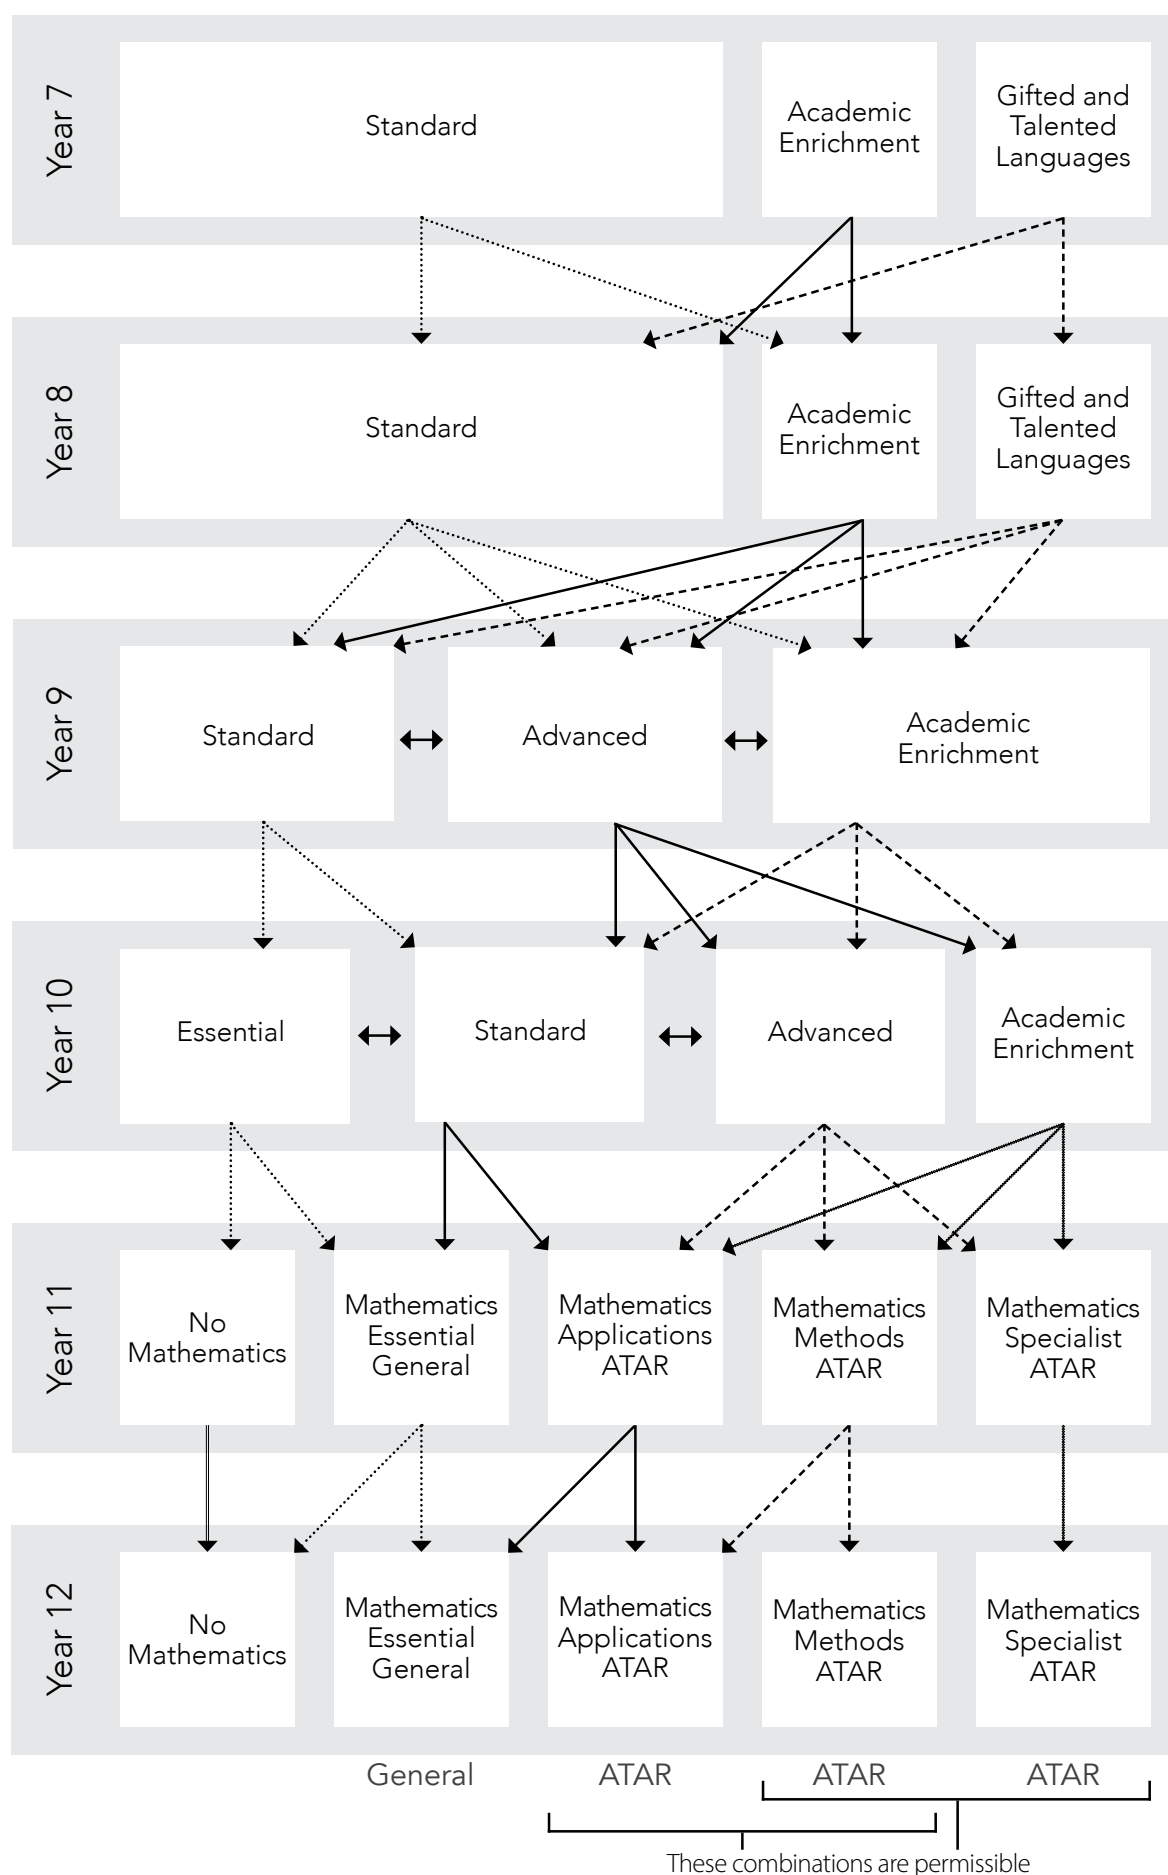 Year 7
Standard
Academic
Enrichment
Gifted and
Talented
Languages
Year 8
Standard
Academic
Enrichment
Gifted and
Talented
Languages
Year 9
Standard
Advanced
Academic
Enrichment
Year 10
Essential
Standard
Advanced
Academic
Enrichment
Year 11
No
Mathematics
Mathematics
Essential
General
Mathematics
Applications
ATAR
Mathematics
Methods
ATAR
Mathematics
Specialist
ATAR
Year 12
No
Mathematics
Mathematics
Essential
General
Mathematics
Applications
ATAR
Mathematics
Methods
ATAR
Mathematics
Specialist
ATAR
General
ATAR
ATAR
ATAR
These combinations are permissible